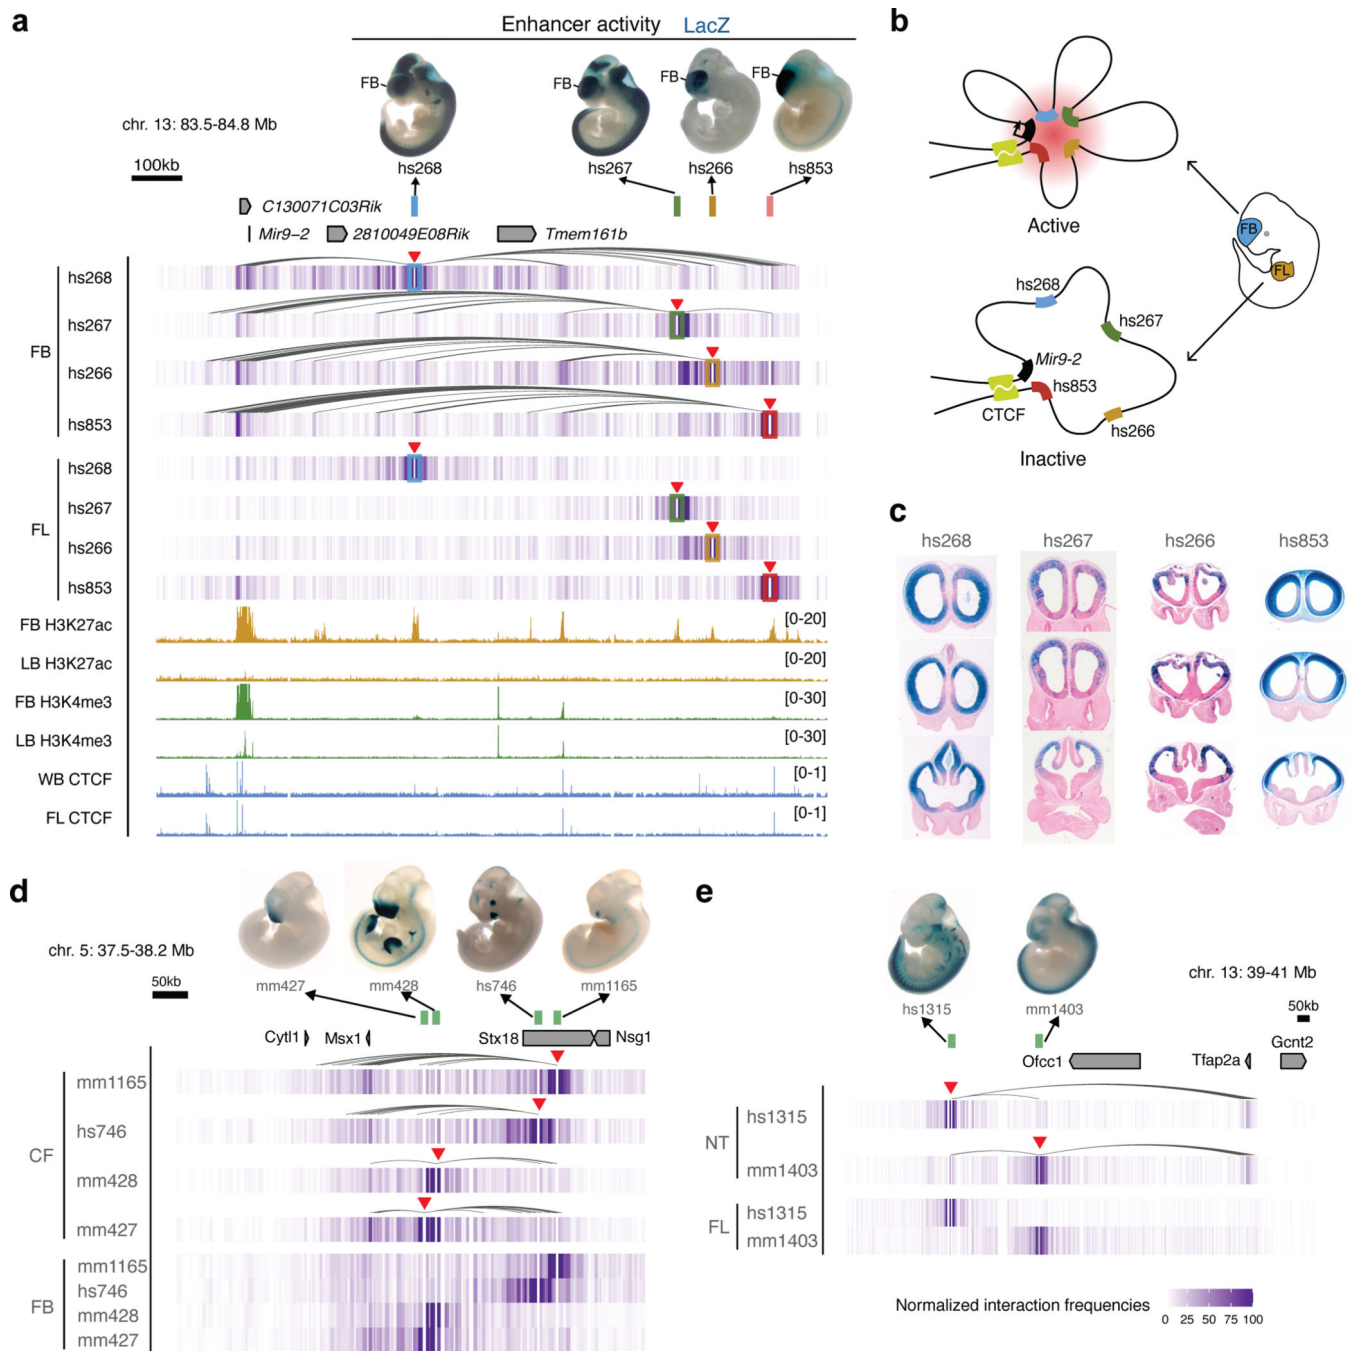 a
Enhancer activity LacZ
FB
FB
FB
FB
chr. 13: 83.5-84.8 Mb
100kb
hs268
hs267
hs266
hs853
C130071C03Rik
Mir9-2
2810049E08Rik
Tmem161b
FB
hs268
hs267
hs266
hs853
FL
hs268
hs267
hs266
hs853
FB H3K27ac
[0-20]
LB H3K27ac
[0-20]
FB H3K4me3
[0-30]
LB H3K4me3
[0-30]
WB CTCF
[0-1]
FL CTCF
[0-1]
b
Active
FB
FL
hs268
hs267
Mir9-2
hs853
CTCF
hs266
Inactive
c
hs268
hs267
hs266
hs853
d
chr. 5: 37.5-38.2 Mb
50kb
mm427
mm428
hs746
mm1165
Cytl1
Msx1
Stx18
Nsg1
CF
mm1165
hs746
mm428
mm427
FB
mm1165
hs746
mm428
mm427
e
chr. 13: 39-41 Mb
50kb
hs1315
mm1403
Ofcc1
Tfap2a
Gcnt2
NT
hs1315
mm1403
FL
hs1315
mm1403
Normalized interaction frequencies
0 25 50 75 100